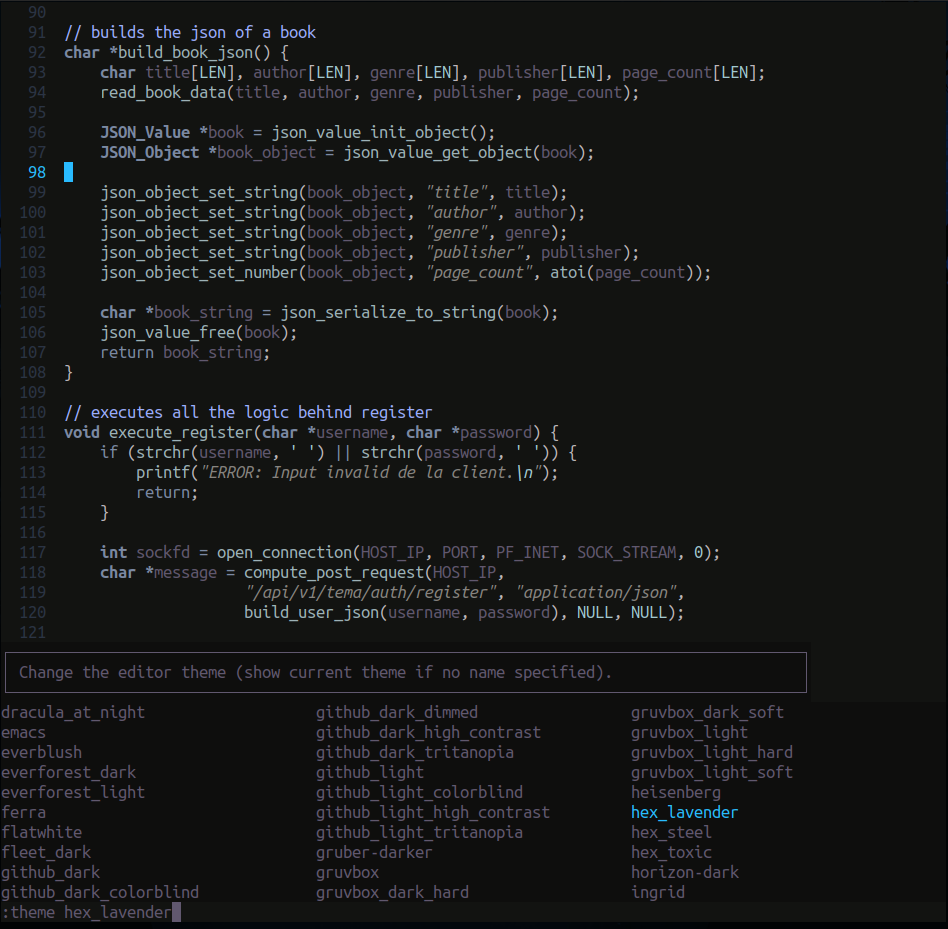 90
91 // builds the json of a book
92 char *build_book_json() {
93     char title[LEN], author[LEN], genre[LEN], publisher[LEN], page_count[LEN];
94     read_book_data(title, author, genre, publisher, page_count);
95
96     JSON_Value *book = json_value_init_object();
97     JSON_Object *book_object = json_value_get_object(book);
98
99     json_object_set_string(book_object, "title", title);
100     json_object_set_string(book_object, "author", author);
101     json_object_set_string(book_object, "genre", genre);
102     json_object_set_string(book_object, "publisher", publisher);
103     json_object_set_number(book_object, "page_count", atoi(page_count));
104
105     char *book_string = json_serialize_to_string(book);
106     json_value_free(book);
107     return book_string;
108 }
109
110 // executes all the logic behind register
111 void execute_register(char *username, char *password) {
112     if (strchr(username, ' ') || strchr(password, ' ')) {
113         printf("ERROR: Input invalid de la client.\n");
114         return;
115     }
116
117     int sockfd = open_connection(HOST_IP, PORT, PF_INET, SOCK_STREAM, 0);
118     char *message = compute_post_request(HOST_IP,
119                     "/api/v1/tema/auth/register", "application/json",
120                     build_user_json(username, password), NULL, NULL);
121
Change the editor theme (show current theme if no name specified).
dracula_at_night github_dark_dimmed gruvbox_dark_soft
emacs github_dark_high_contrast gruvbox_light
everblush github_dark_tritanopia gruvbox_light_hard
everforest_dark github_light gruvbox_light_soft
everforest_light github_light_colorblind heisenberg
ferra github_light_high_contrast hex_lavender
flatwhite github_light_tritanopia hex_steel
fleet_dark gruber-darker hex_toxic
github_dark gruvbox horizon-dark
github_dark_colorblind gruvbox_dark_hard ingrid
:theme hex_lavender